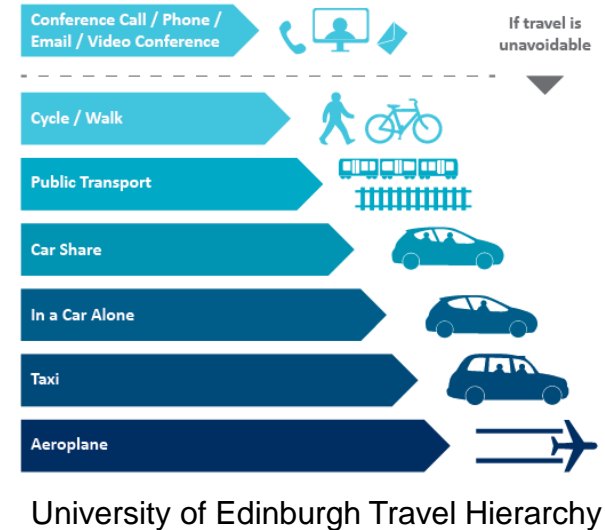 Conference Call / Phone /
Email / Video Conference
If travel is
unavoidable
Cycle / Walk
Public Transport
Car Share
In a Car Alone
Taxi
Aeroplane
University of Edinburgh Travel Hierarchy